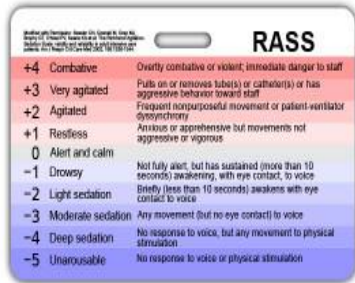 RASS
+4 Combative Overtly combative or violent; immediate danger to staff
+3 Very agitated Pulls on or removes tube(s) or catheter(s) or has
aggressive behavior toward staff
+2 Agitated Frequent nonpurposeful movement or patient-ventilator
dyssynchrony
+1 Restless Anxious or apprehensive but movements not
aggressive or vigorous
0 Alert and calm
−1 Drowsy Not fully alert, but has sustained (more than 10
seconds) awakening, with eye contact, to voice
−2 Light sedation Briefly (less than 10 seconds) awakens with eye
contact to voice
−3 Moderate sedation Any movement (but no eye contact) to voice
−4 Deep sedation No response to voice, but any movement to physical
stimulation
−5 Unarousable No response to voice or physical stimulation